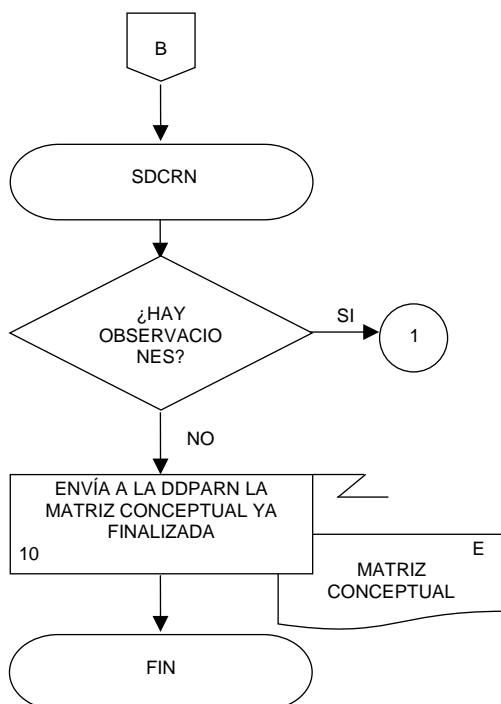 B
SDCRN
¿HAY
OBSERVACIO
NES?
SI
1
NO
ENVÍA A LA DDPARN LA
MATRIZ CONCEPTUAL YA
FINALIZADA
10
E
MATRIZ
CONCEPTUAL
FIN